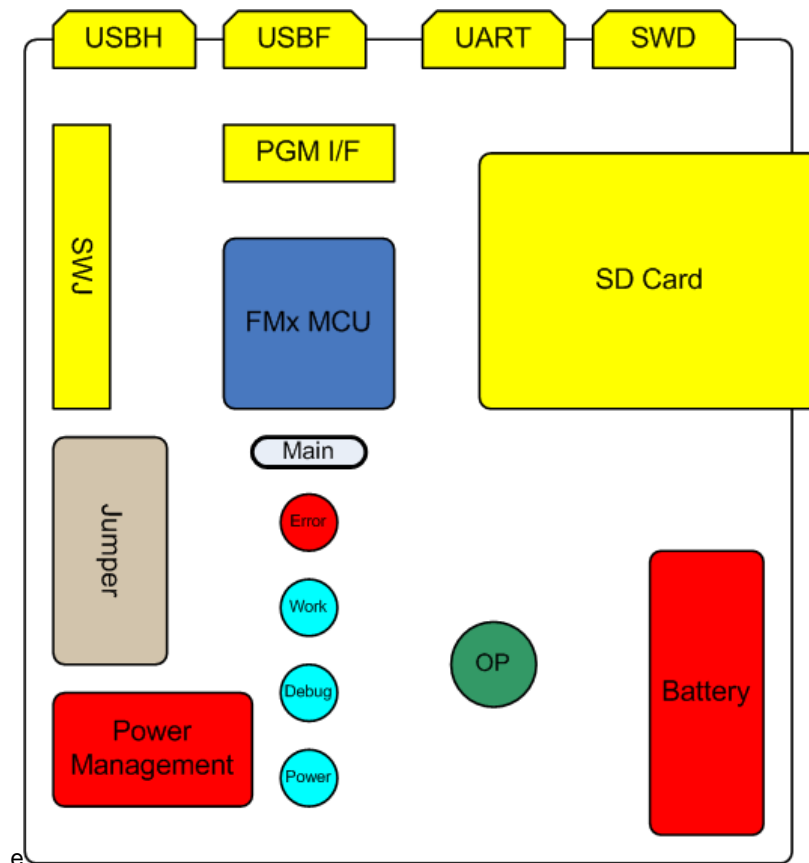 USBH
USBF
UART
SWD
PGM I/F
SWJ
SD Card
FMx MCU
Main
Jumper
Error
Work
OP
Debug
Battery
Power
Management
Power
e